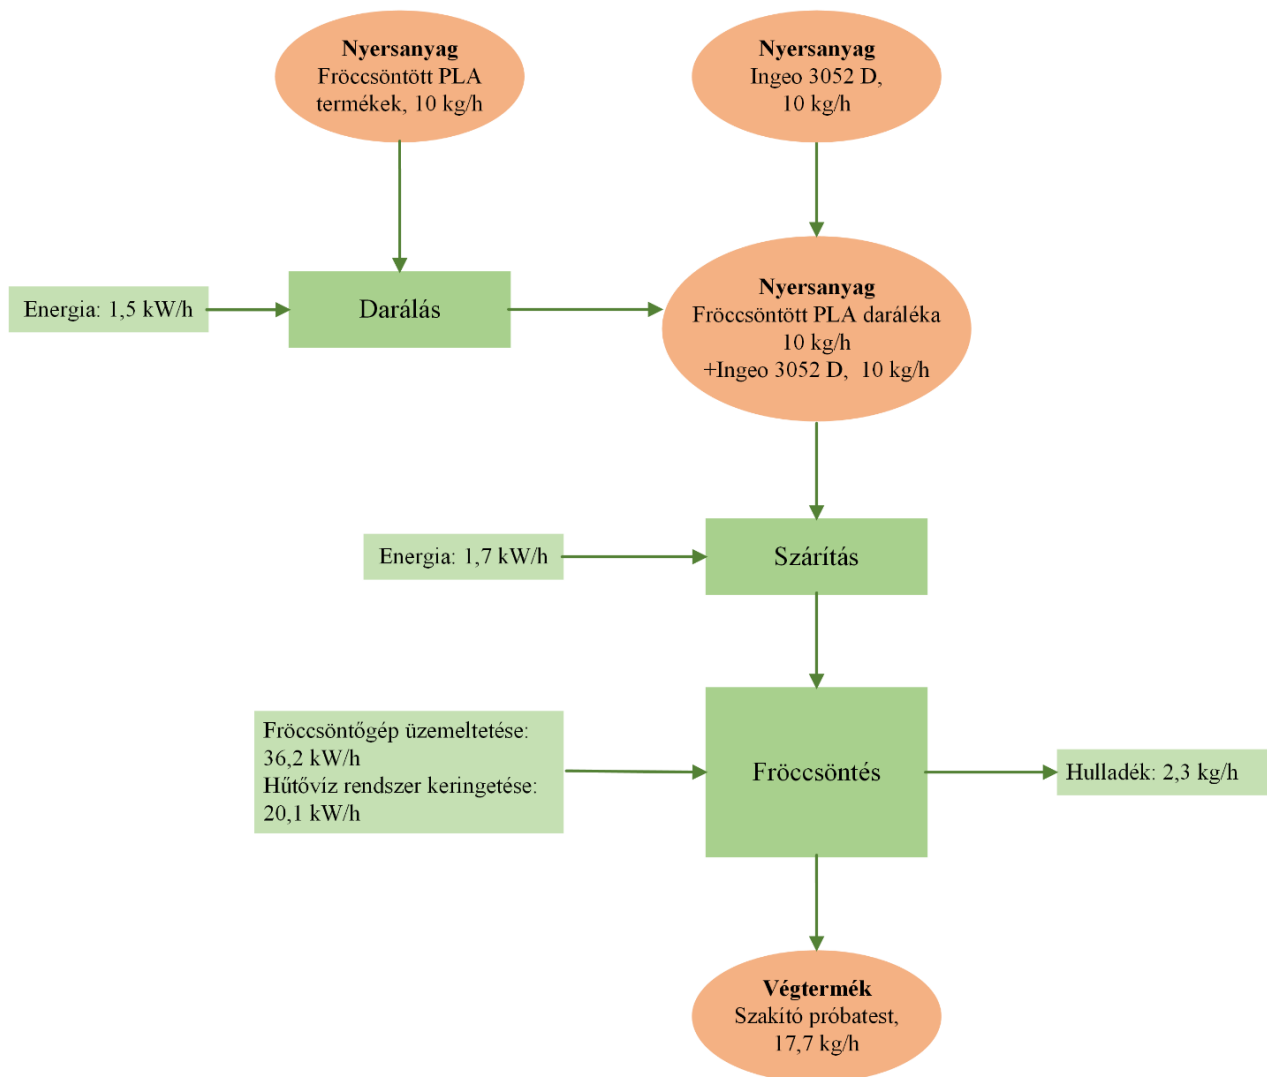 Nyersanyag
Fröccsöntött PLA
termékek, 10 kg/h
Nyersanyag
Ingeo 3052 D,
10 kg/h
Energia: 1,5 kW/h
Darálás
Nyersanyag
Fröccsöntött PLA daráléka
10 kg/h
+Ingeo 3052 D, 10 kg/h
Energia: 1,7 kW/h
Szárítás
Fröccsöntőgép üzemeltetése:
36,2 kW/h
Hűtővíz rendszer keringetése:
20,1 kW/h
Fröccsöntés
Hulladék: 2,3 kg/h
Végtermék
Szakító próbatest,
17,7 kg/h